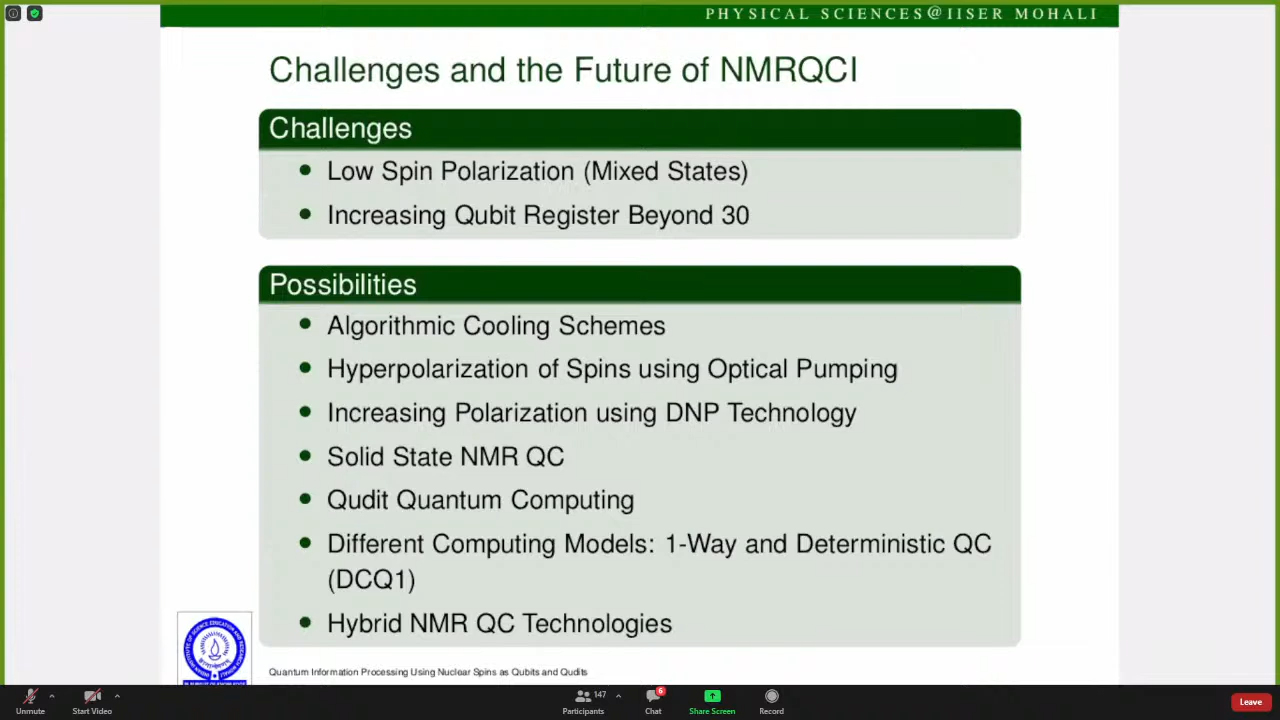 PHYSICAL SCIENCES@IISER MOHALI
Challenges and the Future of NMRQCI
Challenges
• Low Spin Polarization (Mixed States)
• Increasing Qubit Register Beyond 30
Possibilities
• Algorithmic Cooling Schemes
• Hyperpolarization of Spins using Optical Pumping
• Increasing Polarization using DNP Technology
• Solid State NMR QC
• Qudit Quantum Computing
• Different Computing Models: 1-Way and Deterministic QC
(DCQ1)
• Hybrid NMR QC Technologies
Quantum Information Processing Using Nuclear Spins as Qubits and Qudits
Unmute
Start Video
147
Participants
6
Chat
Share Screen
Record
Leave